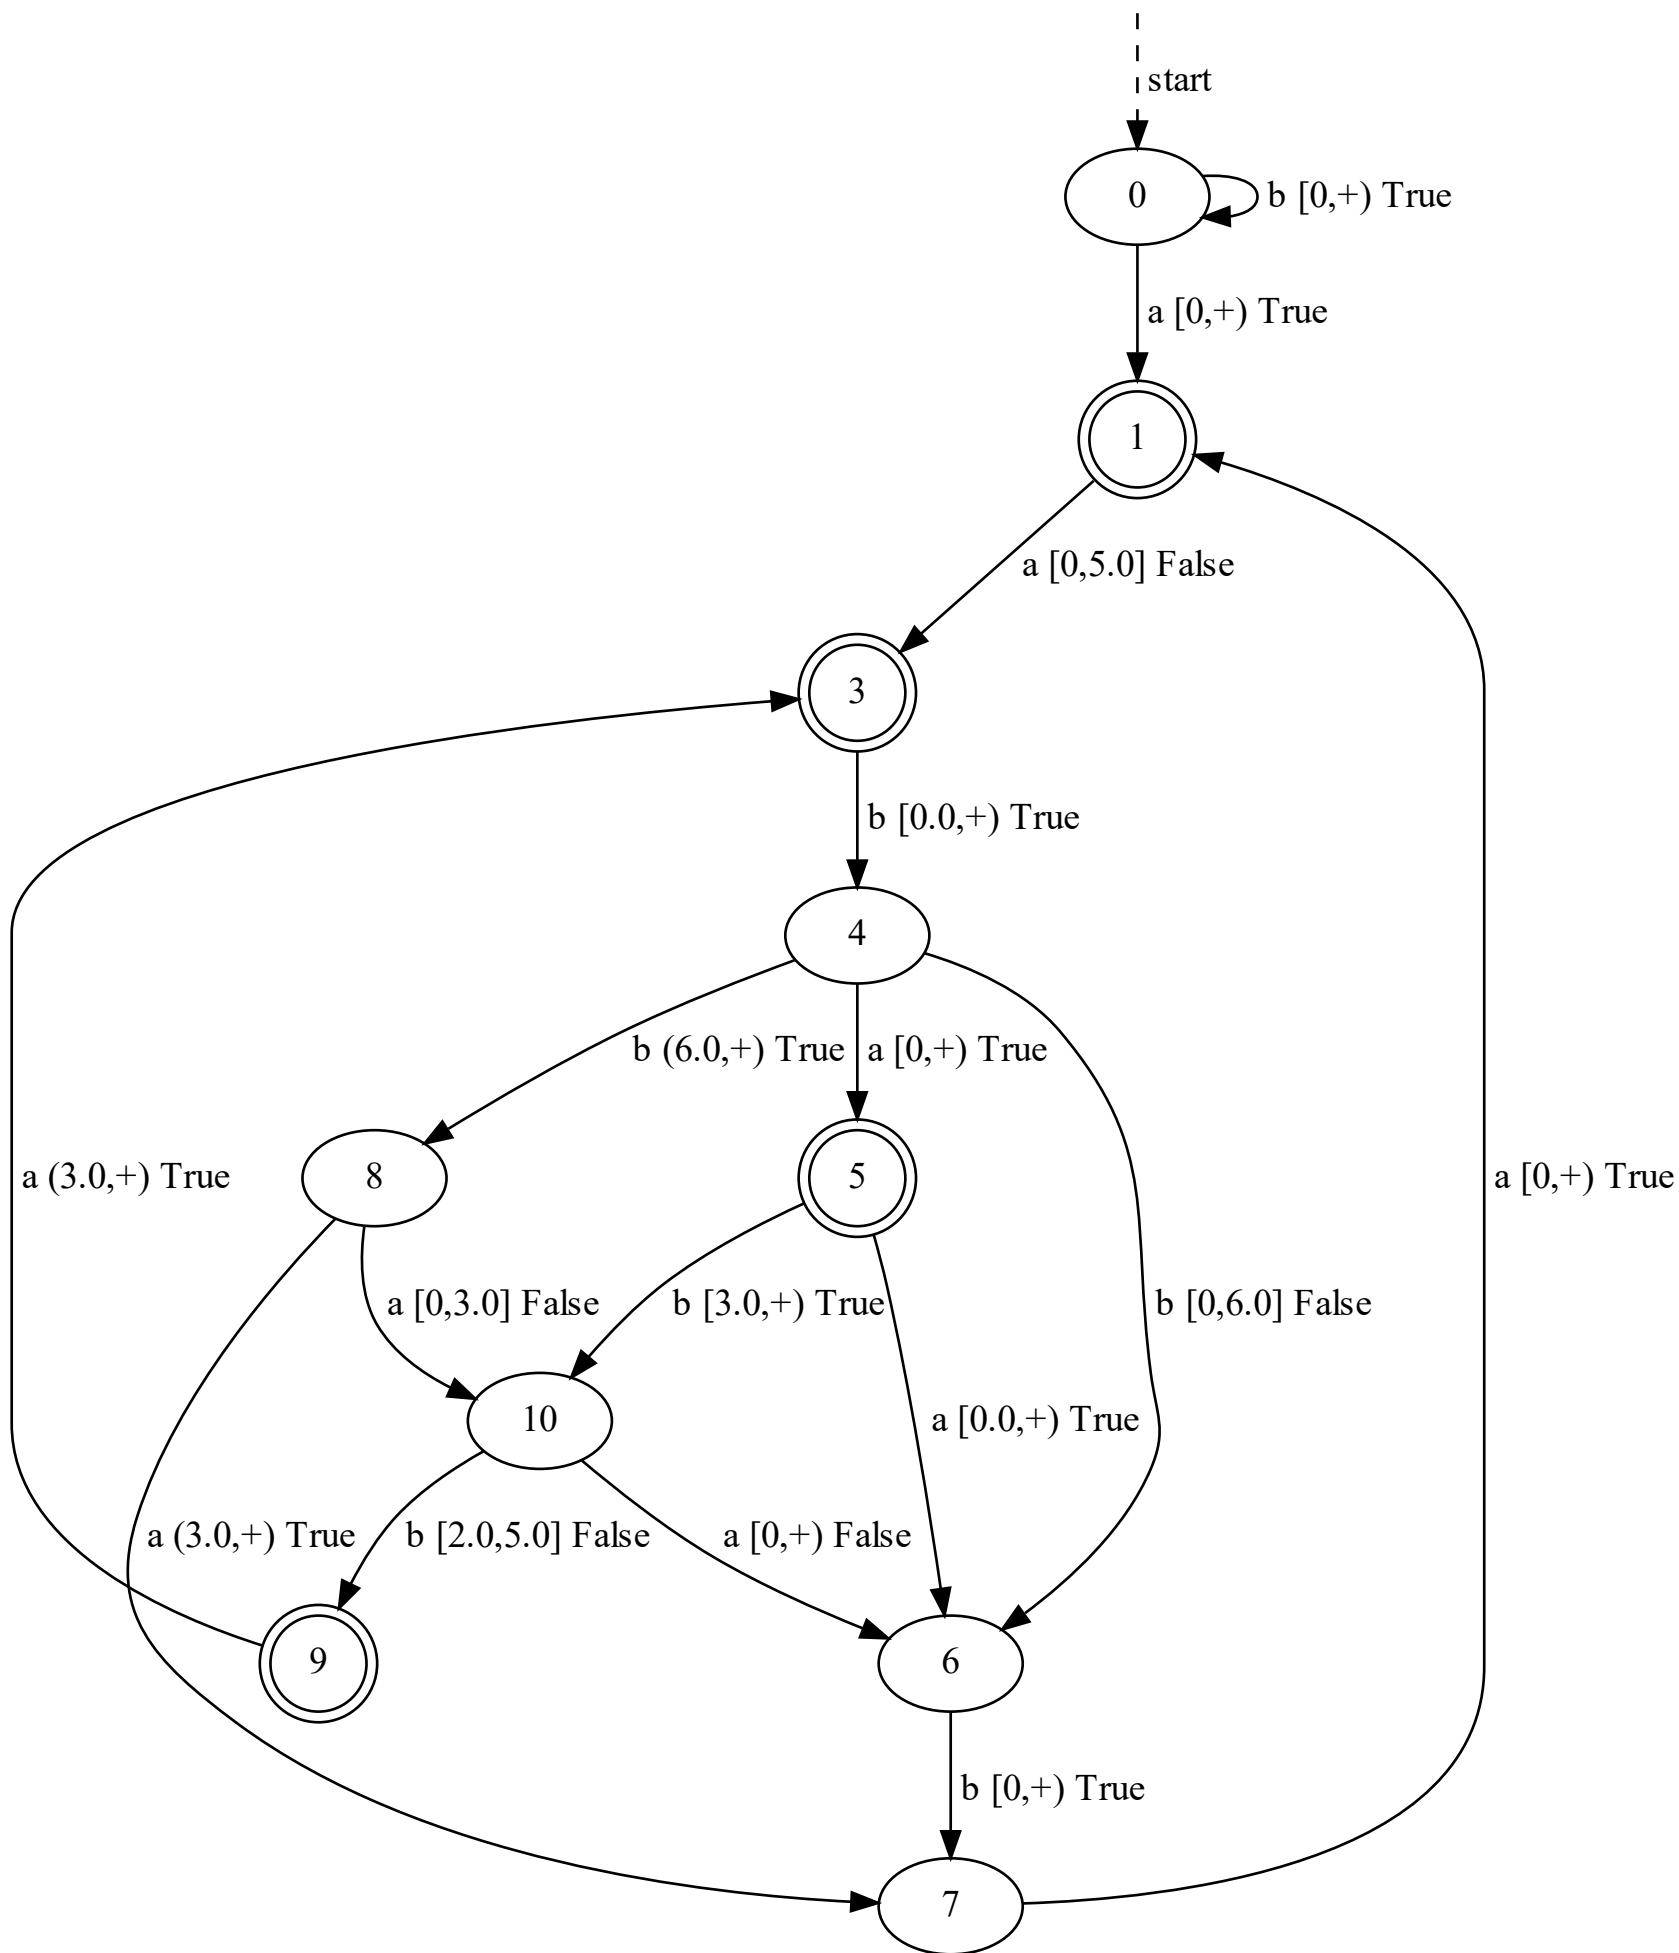 start
0
b [0,+) True
a [0,+) True
1
a [0,5.0] False
3
b [0.0,+) True
4
b (6.0,+) True
a [0,+) True
a (3.0,+) True
8
5
a [0,+) True
a [0,3.0] False
b [3.0,+) True
b [0,6.0] False
10
a [0.0,+) True
a (3.0,+) True
b [2.0,5.0] False
a [0,+) False
9
6
b [0,+) True
7